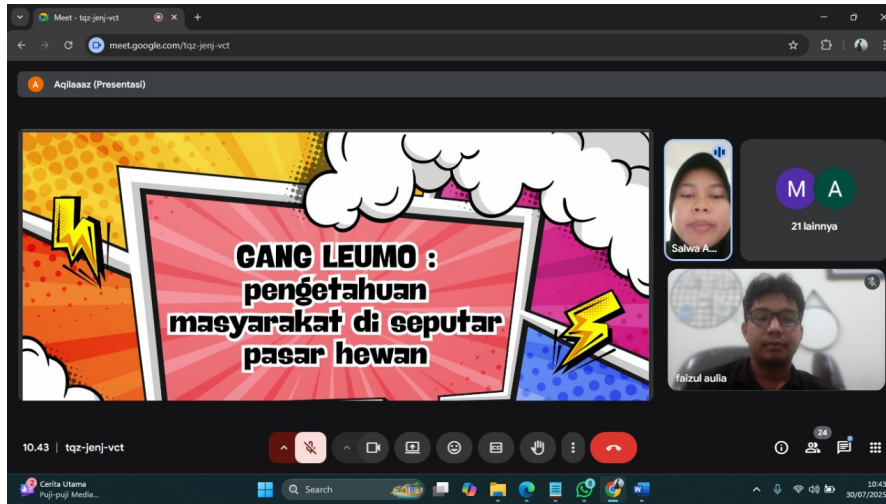 Meet - tqz-jenj-vct
meet.google.com/tqz-jenj-vct
A
Aqilaaaz (Presentasi)
GANG LEUMO :
pengetahuan
masyarakat di seputar
pasar hewan
Salwa A...
M A
21 lainnya
faizul aulia
10.43 | tqz-jenj-vct
24
Cerita Utama
Puji-puji Media...
Search
10:43
30/07/2025